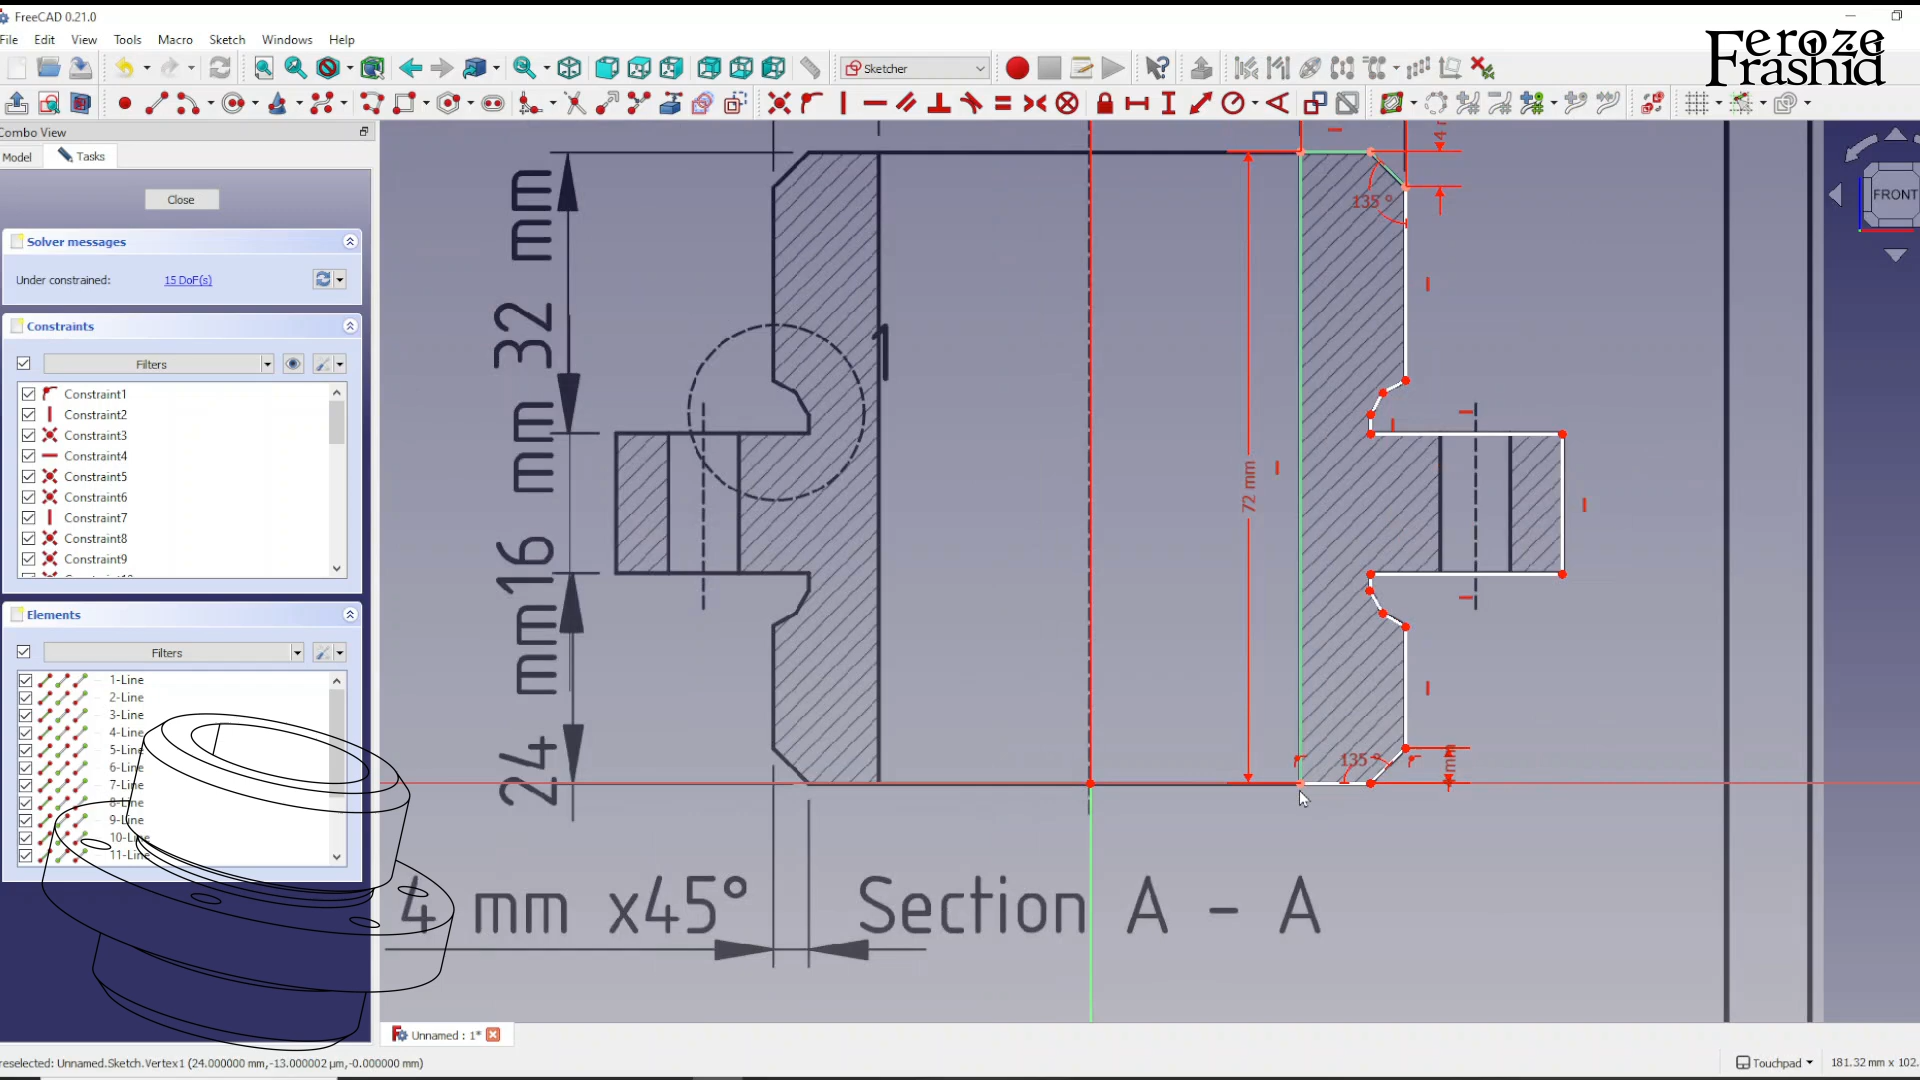 FreeCAD 0.21.0
Feroze
Frashid
File Edit View Tools Macro Sketch Windows Help
Sketcher
Combo View
Model Tasks
Close
Solver messages
Under constrained: 15 DoF(s)
Constraints
Filters
Constraint1
Constraint2
Constraint3
Constraint4
Constraint5
Constraint6
Constraint7
Constraint8
Constraint9
Elements
Filters
1-Line
2-Line
3-Line
4-Line
5-Line
6-Line
7-Line
8-Line
9-Line
10-Line
11-Line
32 mm
16 mm
24 mm
1
135 °
72 mm
135 °
FRONT
4 mm x45°
Section A - A
Unnamed : 1*
reselected: Unnamed.Sketch.Vertex1 (24.000000 mm,-13.000002 µm,-0.000000 mm)
Touchpad
181.32 mm x 102.